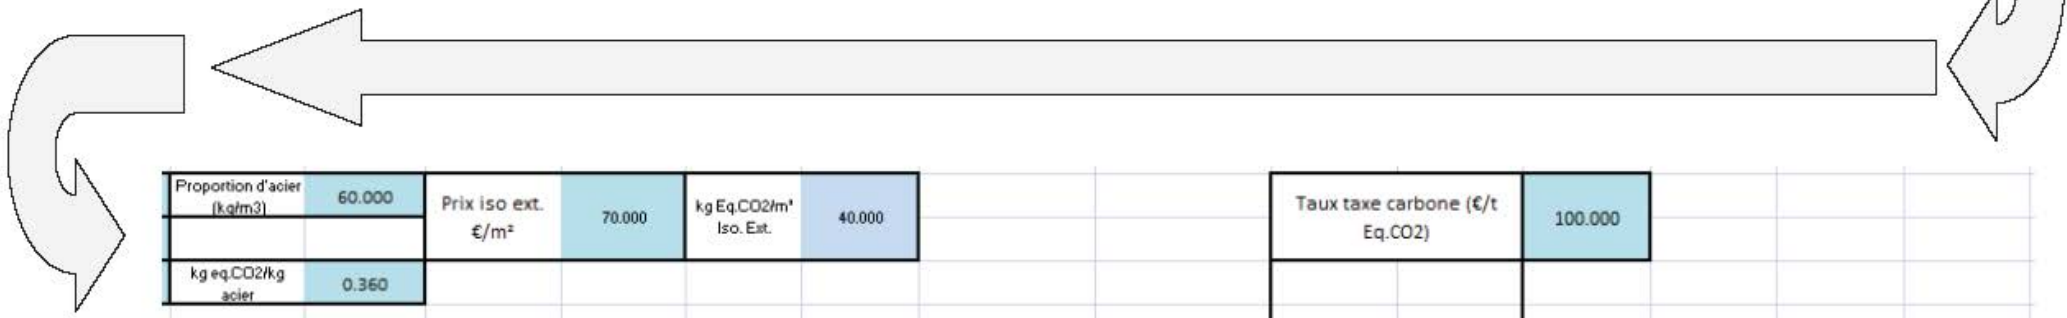 Proportion d'acier
(kg/m3)
60.000
Prix iso ext.
€/m²
70.000
kg Eq.CO2/m²
Iso. Ext.
40.000
Taux taxe carbone (€/t
Eq.CO2)
100.000
kg eq.CO2/kg
acier
0.360